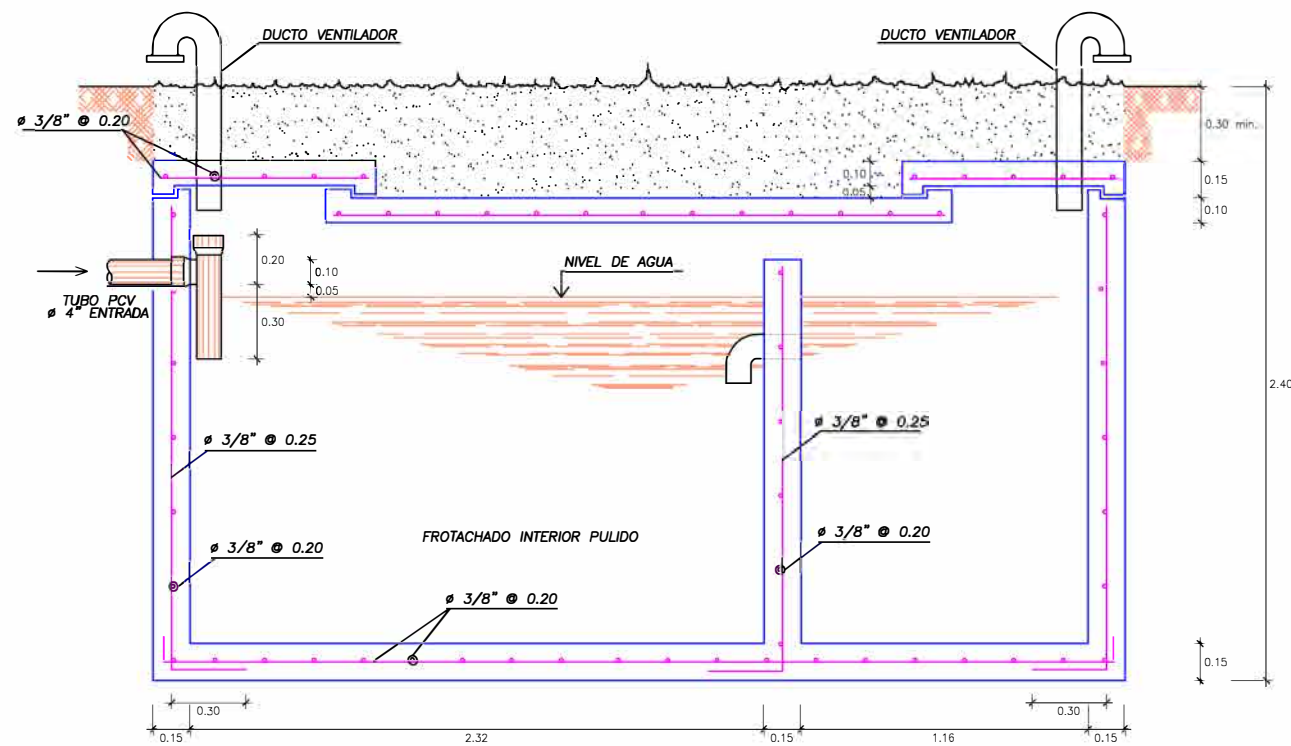 DUCTO VENTILADOR
DUCTO VENTILADOR
ø 3/8" @ 0.20
0.30 min.
0.10
0.05
0.15
0.10
0.20
0.10
0.05
0.30
NIVEL DE AGUA
TUBO PCV
ø 4" ENTRADA
2.40
ø 3/8" @ 0.25
ø 3/8" @ 0.25
FROTACHADO INTERIOR PULIDO
ø 3/8" @ 0.20
ø 3/8" @ 0.20
ø 3/8" @ 0.20
0.15
0.30
0.30
0.15
2.32
0.15
1.16
0.15